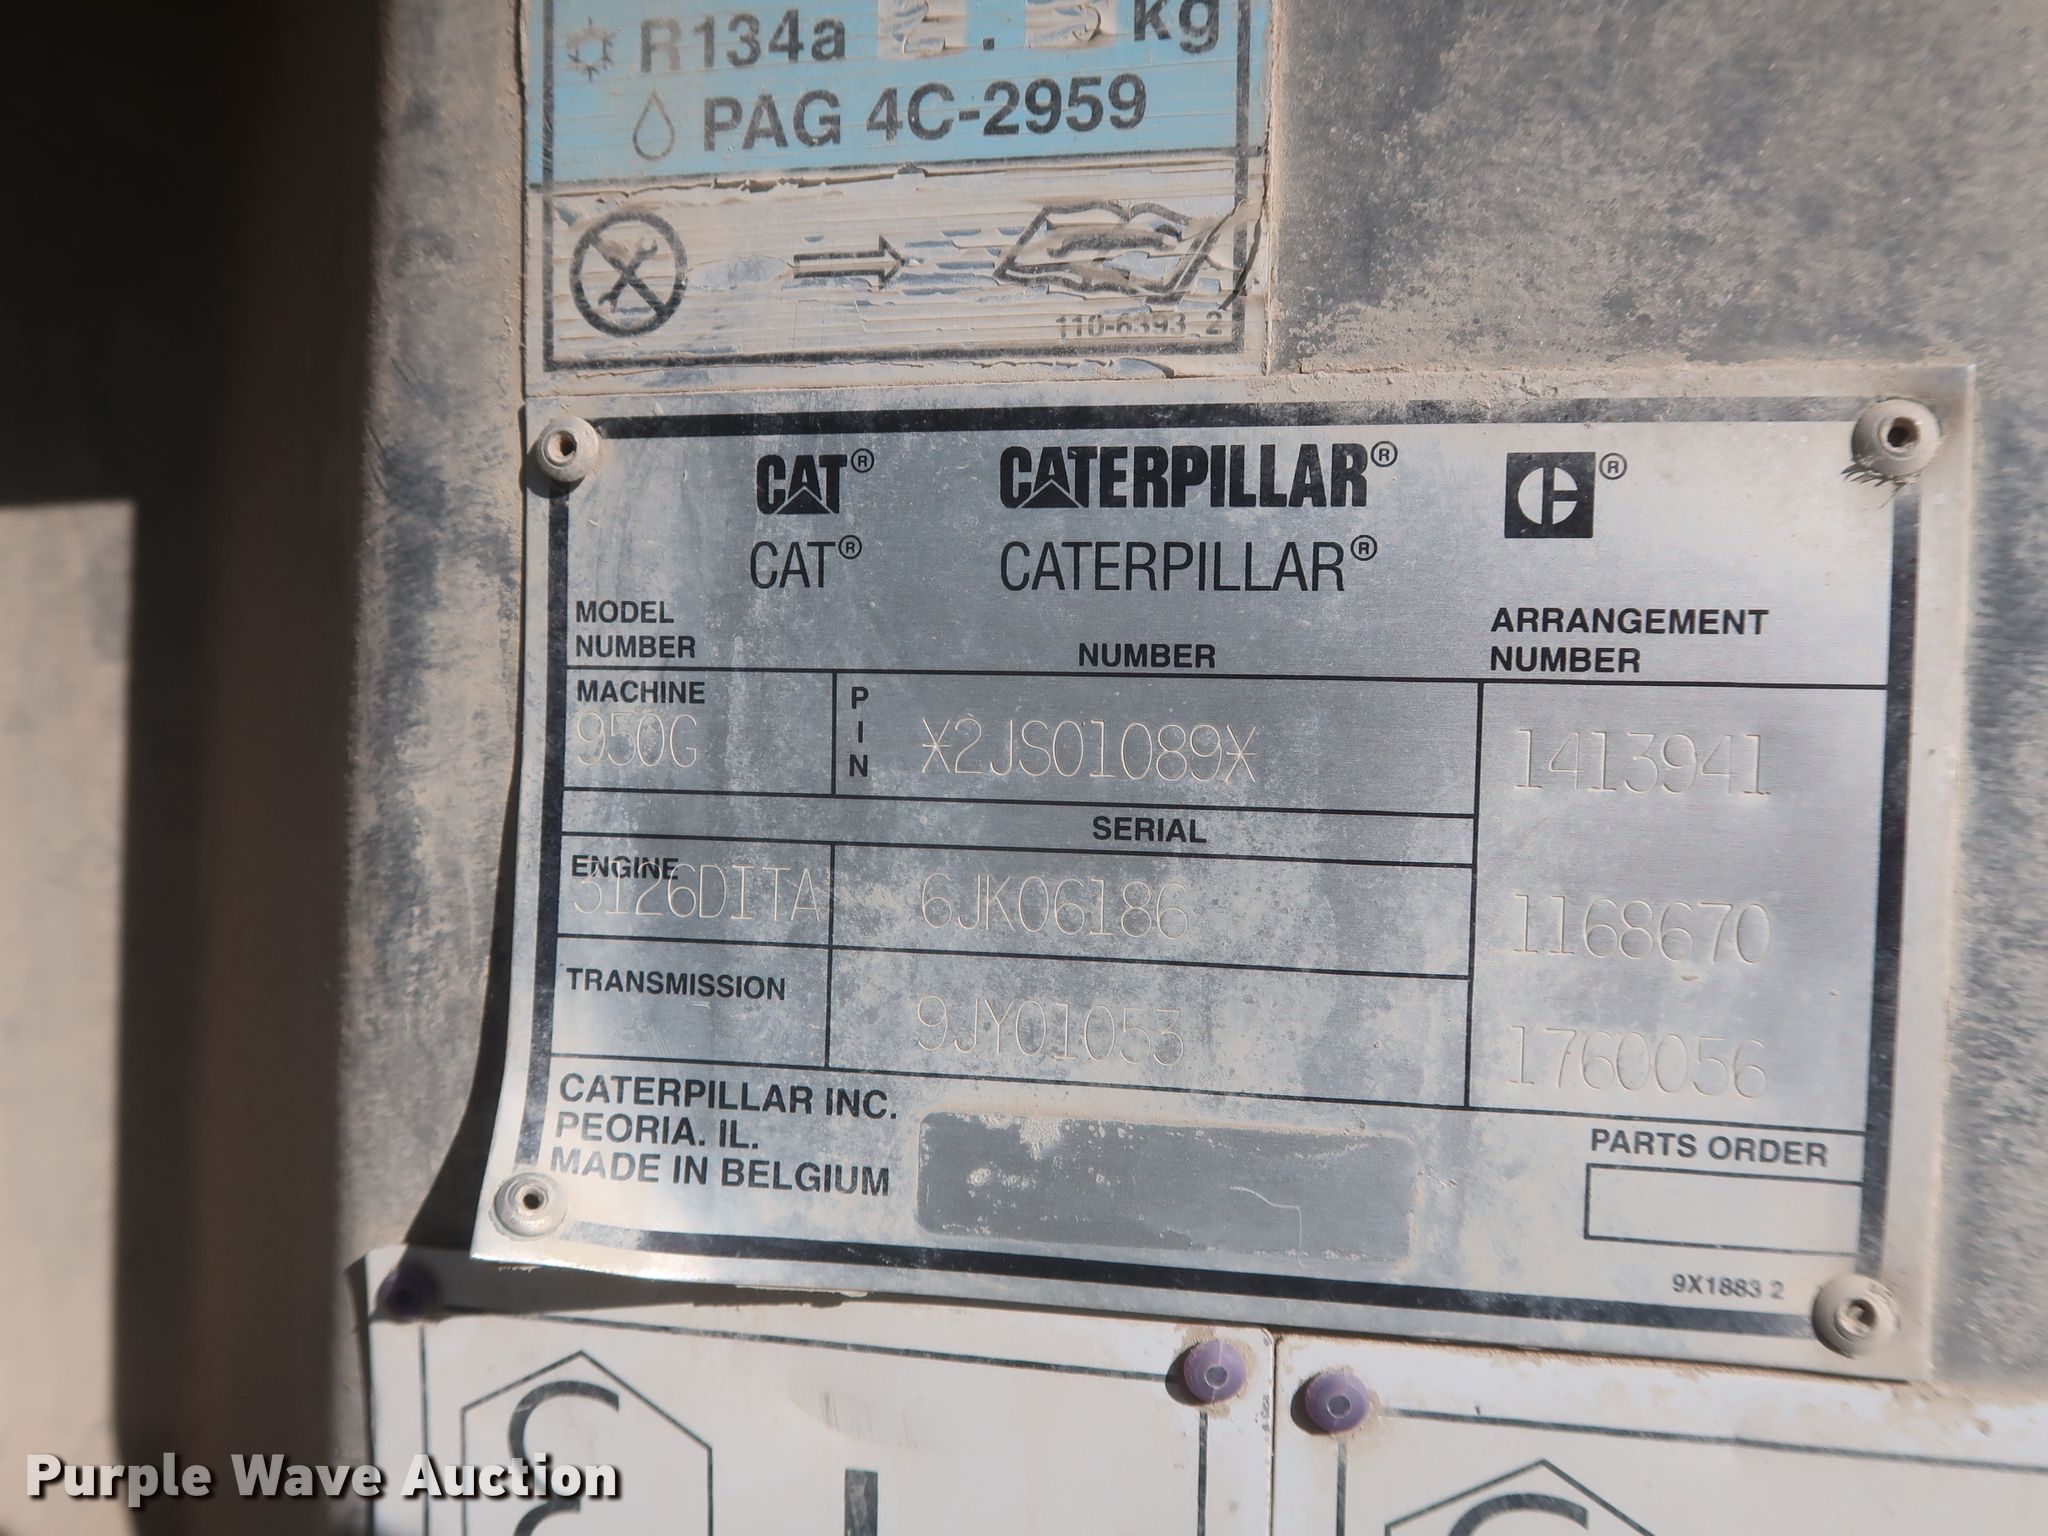 R134a . kg
PAG 4C-2959
110-6393 2
CAT® CATERPILLAR® ®
CAT® CATERPILLAR®
MODEL NUMBER
NUMBER
ARRANGEMENT NUMBER
MACHINE
950G
PIN
X2JS01089X
1413941
SERIAL
ENGINE
3126DITA
6JK06186
1168670
TRANSMISSION
9JY01053
1760056
CATERPILLAR INC.
PEORIA. IL.
MADE IN BELGIUM
PARTS ORDER
9X1883 2
Purple Wave Auction